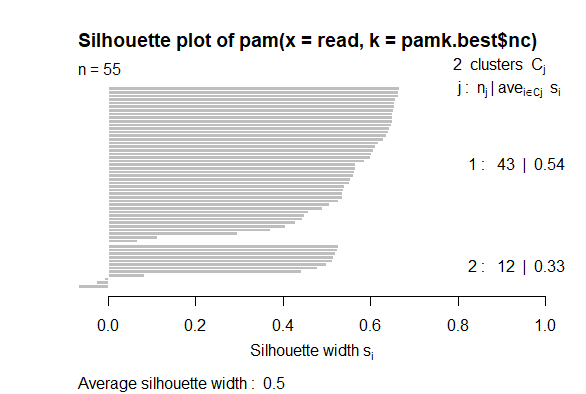 Silhouette plot of pam(x = read, k = pamk.best$nc)
n = 55
2 clusters Cj
j : nj | avei∈Cj si
1 : 43 | 0.54
2 : 12 | 0.33
0.0 0.2 0.4 0.6 0.8 1.0
Silhouette width si
Average silhouette width : 0.5